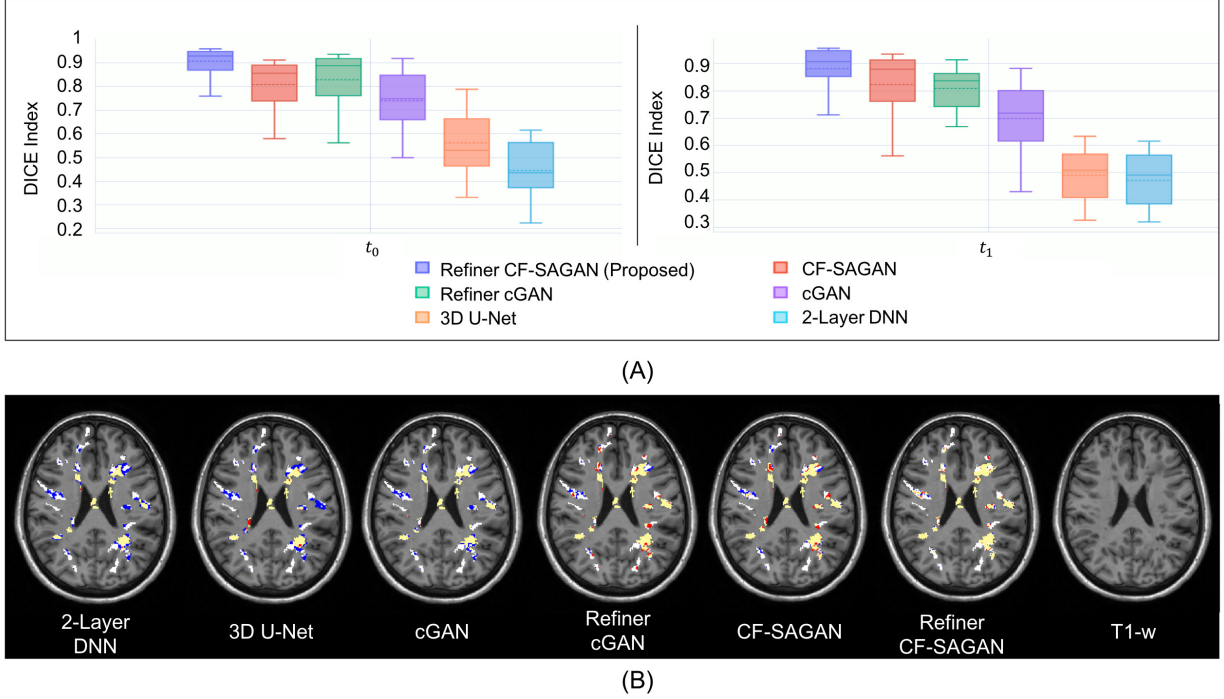 1
0.9
0.8
0.7
0.6
0.5
0.4
0.3
0.2
DICE Index
t0
0.9
0.8
0.7
0.6
0.5
0.4
0.3
DICE Index
t1
Refiner CF-SAGAN (Proposed)
CF-SAGAN
Refiner cGAN
cGAN
3D U-Net
2-Layer DNN
(A)
2-Layer
DNN
3D U-Net
cGAN
Refiner
cGAN
CF-SAGAN
Refiner
CF-SAGAN
T1-w
(B)